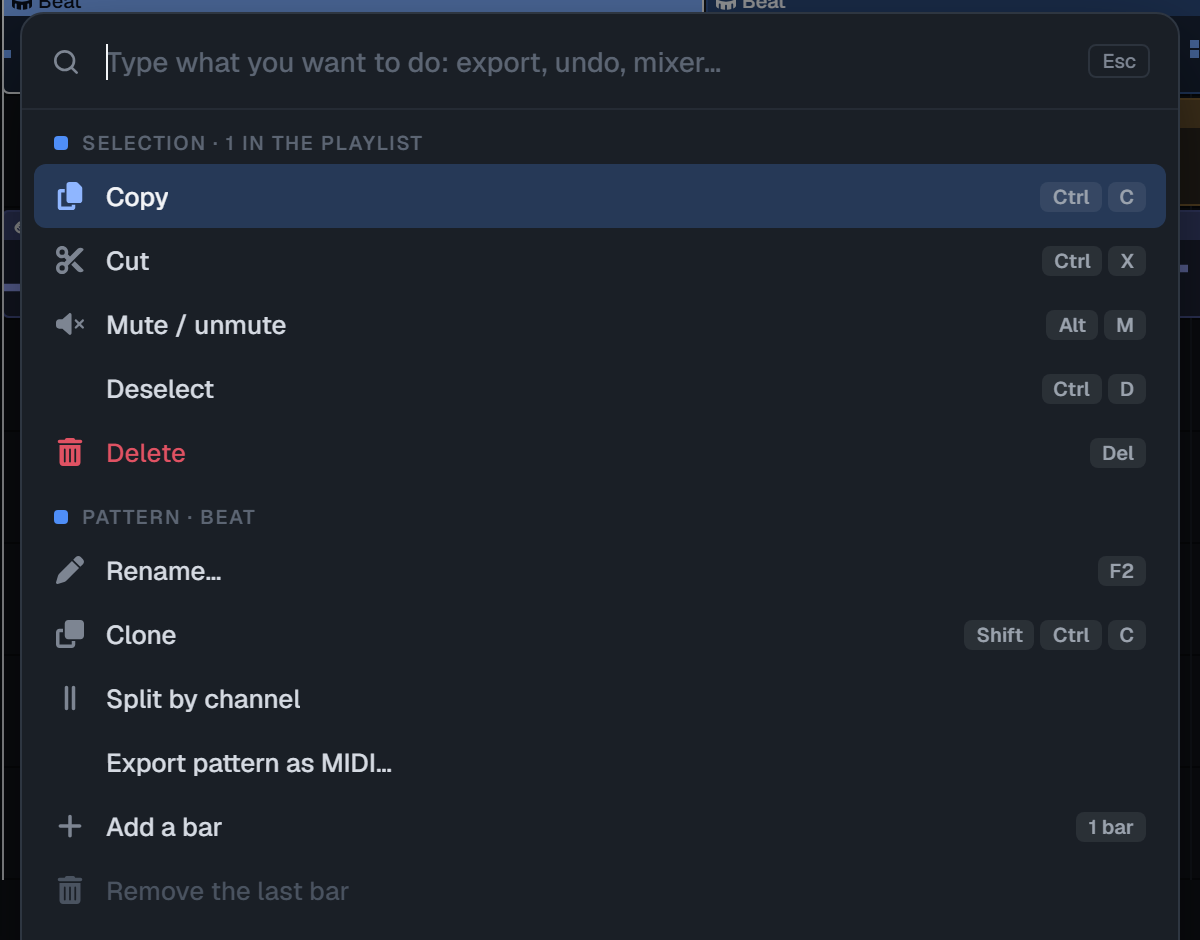 Beat
Beat
Type what you want to do: export, undo, mixer...
Esc
SELECTION · 1 IN THE PLAYLIST
Copy Ctrl C
Cut Ctrl X
Mute / unmute Alt M
Deselect Ctrl D
Delete Del
PATTERN · BEAT
Rename... F2
Clone Shift Ctrl C
Split by channel
Export pattern as MIDI...
Add a bar 1 bar
Remove the last bar